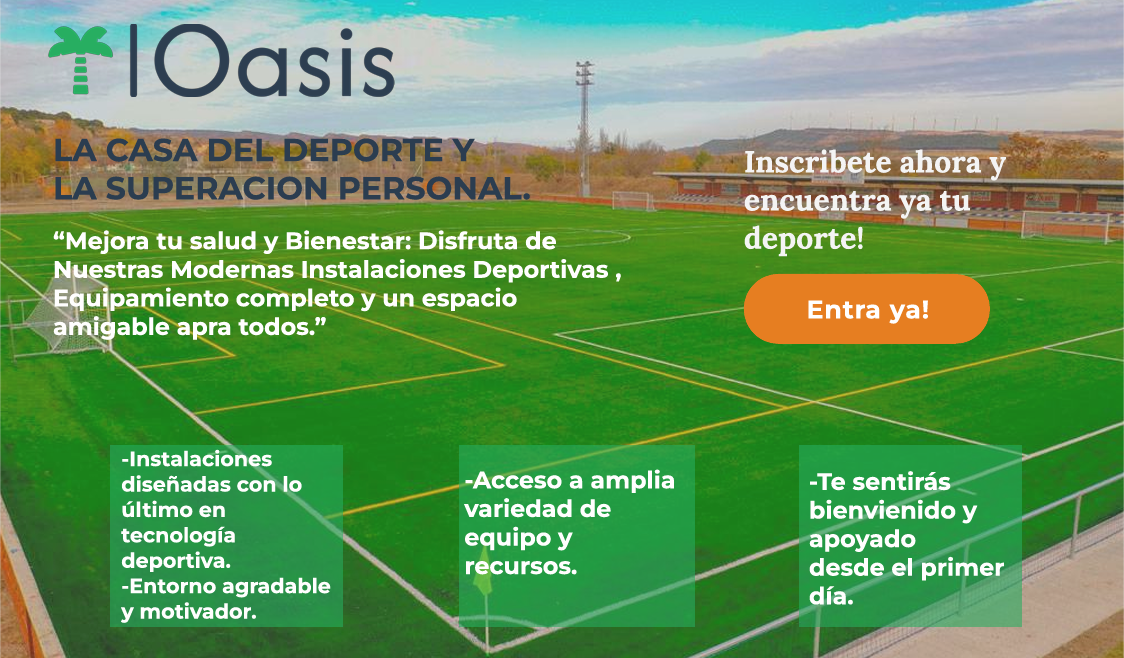 Oasis
LA CASA DEL DEPORTE Y
LA SUPERACION PERSONAL.
“Mejora tu salud y Bienestar: Disfruta de
Nuestras Modernas Instalaciones Deportivas ,
Equipamiento completo y un espacio
amigable apra todos.”
Inscribete ahora y
encuentra ya tu
deporte!
Entra ya!
-Instalaciones
diseñadas con lo
último en
tecnología
deportiva.
-Entorno agradable
y motivador.
-Acceso a amplia
variedad de
equipo y
recursos.
-Te sentirás
bienvienido y
apoyado
desde el primer
día.